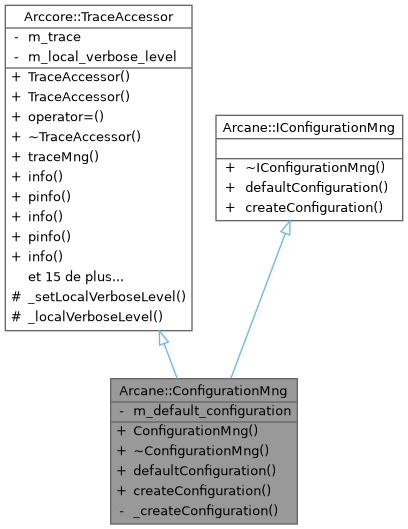 Arccore::TraceAccessor
- m_trace
- m_local_verbose_level
+ TraceAccessor()
+ TraceAccessor()
+ operator=()
+ ~TraceAccessor()
+ traceMng()
+ info()
+ pinfo()
+ info()
+ pinfo()
+ info()
et 15 de plus...
# _setLocalVerboseLevel()
# _localVerboseLevel()
Arcane::IConfigurationMng
+ ~IConfigurationMng()
+ defaultConfiguration()
+ createConfiguration()
Arcane::ConfigurationMng
- m_default_configuration
+ ConfigurationMng()
+ ~ConfigurationMng()
+ defaultConfiguration()
+ createConfiguration()
- _createConfiguration()